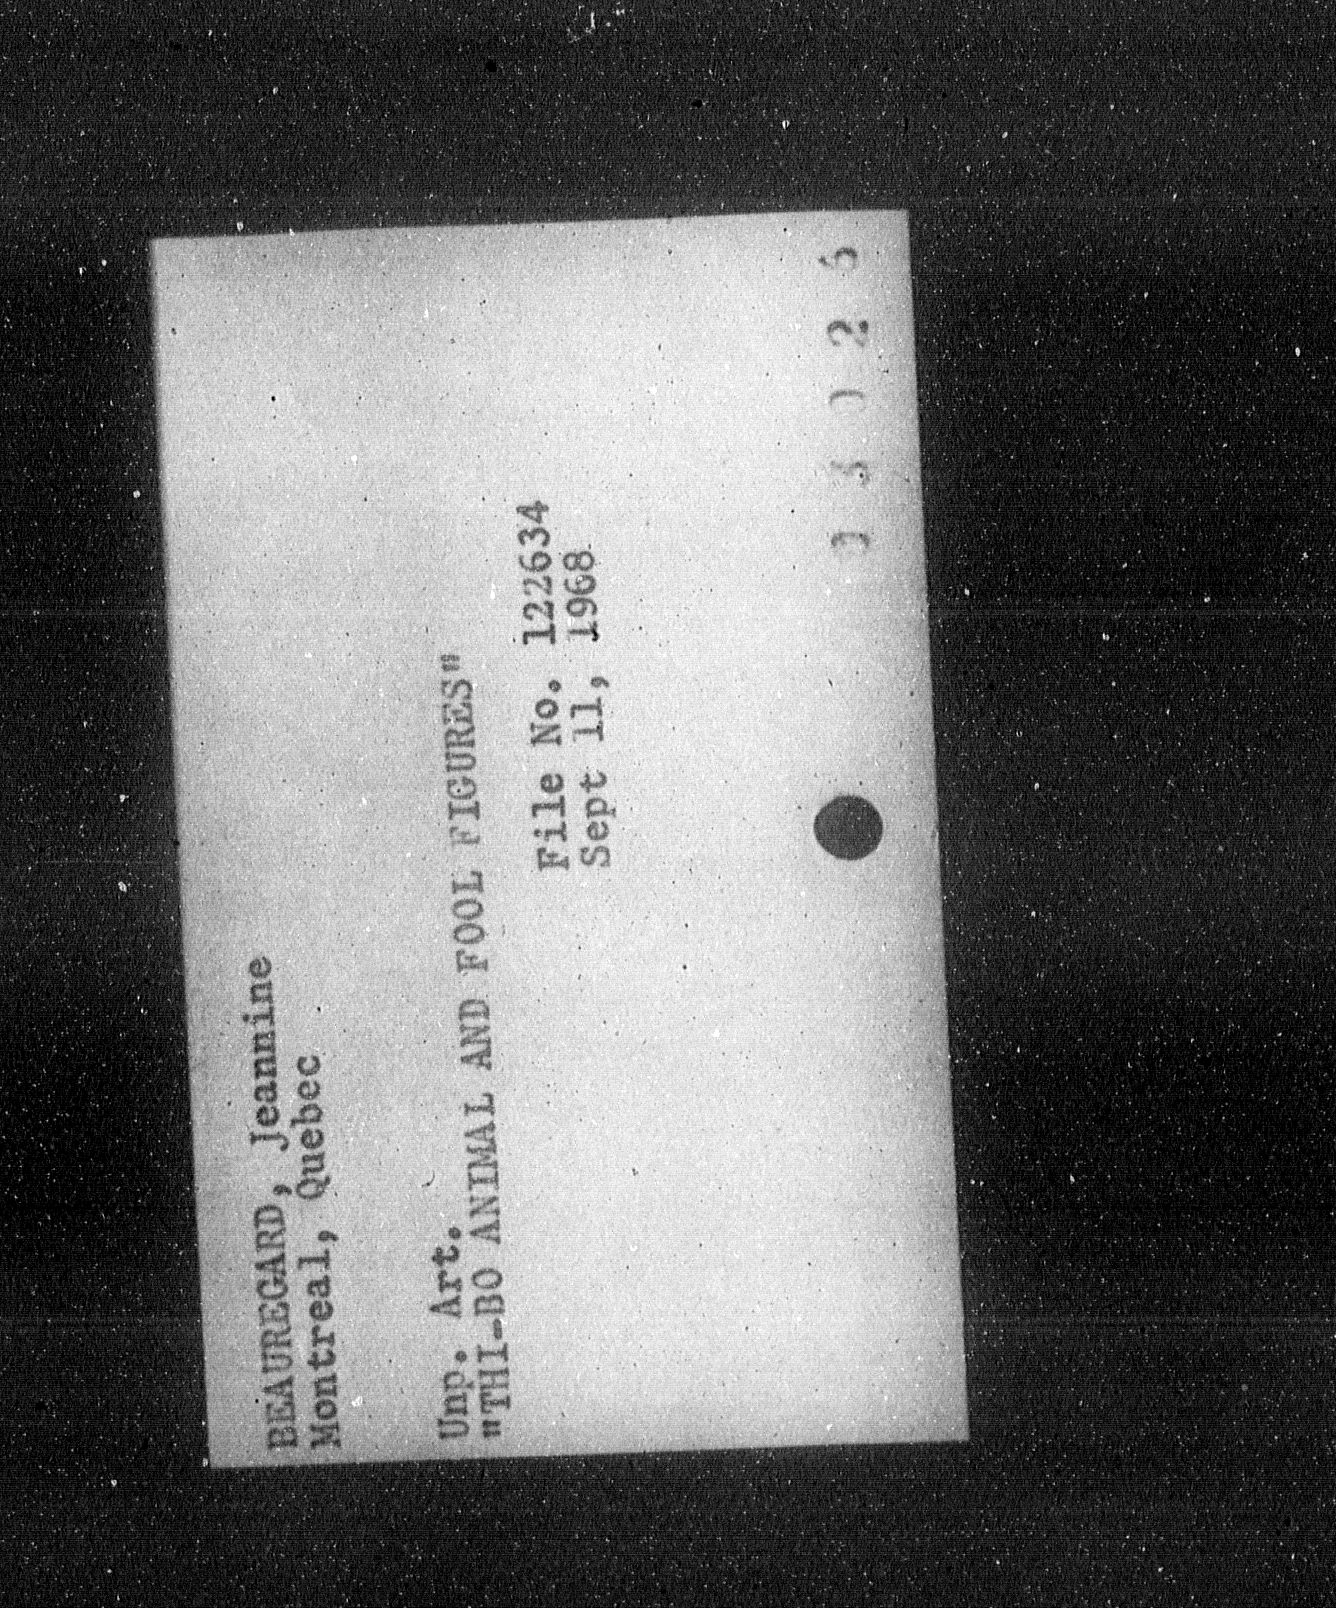 BEAUREGARD, Jeannine
Montreal, Quebec
Unp. Art.
"THI-BO ANIMAL AND FOOL FIGURES"
File No. 122634
Sept 11, 1968